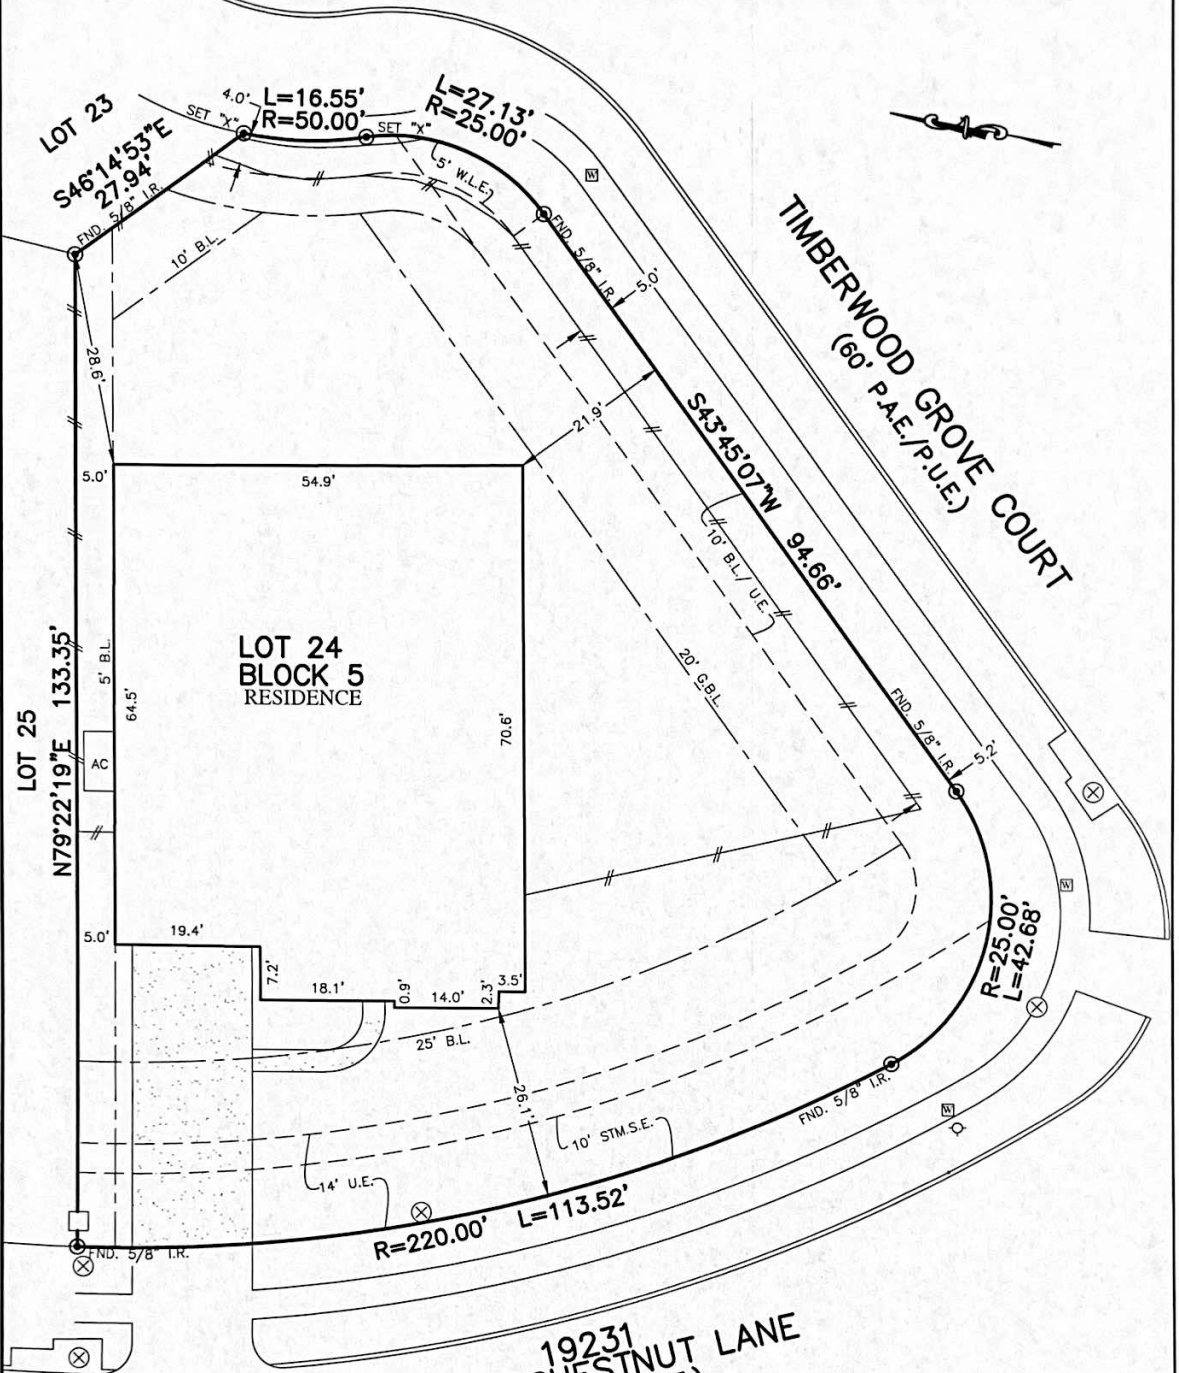 LOT 23
S46°14'53"E
27.94'
FND. 5/8" I.R.
SET "X"
4.0'
L=16.55'
R=50.00'
SET "X"
L=27.13'
R=25.00'
5' W.L.E.
W
FND. 5/8" I.R.
5.0'
10' B.L.
28.6'
TIMBERWOOD GROVE COURT
(60' P.A.E./P.U.E.)
21.9'
S43°45'07"W 94.66'
10' B.L./ U.E.
20' G.B.L.
5.0'
54.9'
LOT 24
BLOCK 5
RESIDENCE
LOT 25
N79°22'19"E 133.35'
5' B.L.
64.5'
70.6'
AC
FND. 5/8" I.R.
5.2'
W
R=25.00'
L=42.68'
5.0'
19.4'
7.2'
18.1'
0.9'
14.0'
2.3'
3.5'
25' B.L.
26.1'
FND. 5/8" I.R.
W
10' STM.S.E.
14' U.E.
R=220.00' L=113.52'
FND. 5/8" I.R.
19231
LANE